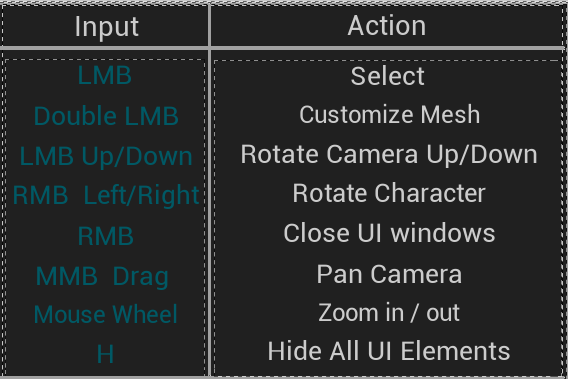 Input Action
LMB Select
Double LMB Customize Mesh
LMB Up/Down Rotate Camera Up/Down
RMB Left/Right Rotate Character
RMB Close UI windows
MMB Drag Pan Camera
Mouse Wheel Zoom in / out
H Hide All UI Elements